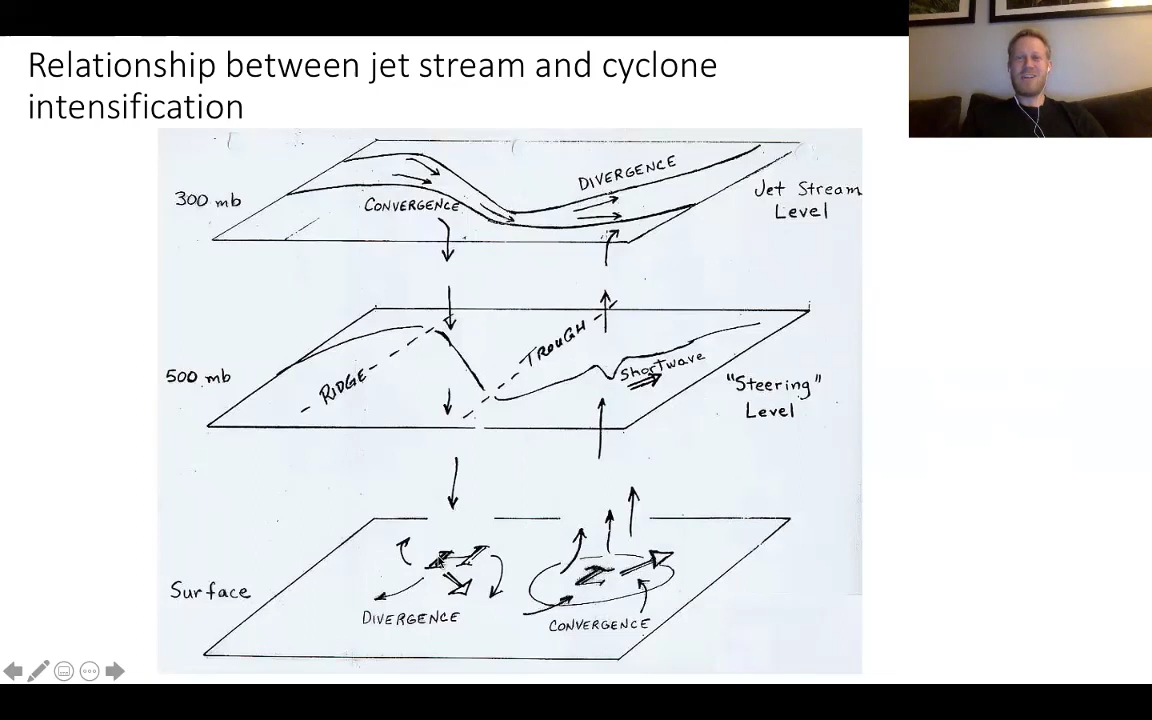 Relationship between jet stream and cyclone
intensification
DIVERGENCE
300 mb
CONVERGENCE
Jet Stream
Level
TROUGH
RIDGE
500 mb
Shortwave
"Steering"
Level
Surface
DIVERGENCE
CONVERGENCE